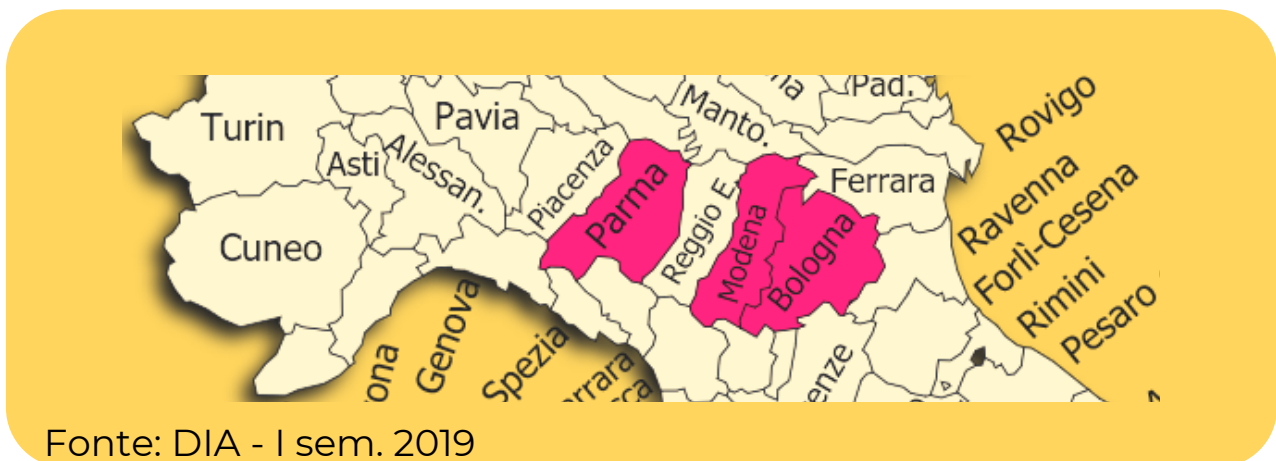 Turin
Pavia
Manto.
Pad.
Rovigo
Asti
Alessan.
Piacenza
Parma
Reggio E.
Modena
Bologna
Ferrara
Ravenna
Cuneo
Forlì-Cesena
Rimini
Pesaro
Genova
Spezia
Fonte: DIA - I sem. 2019